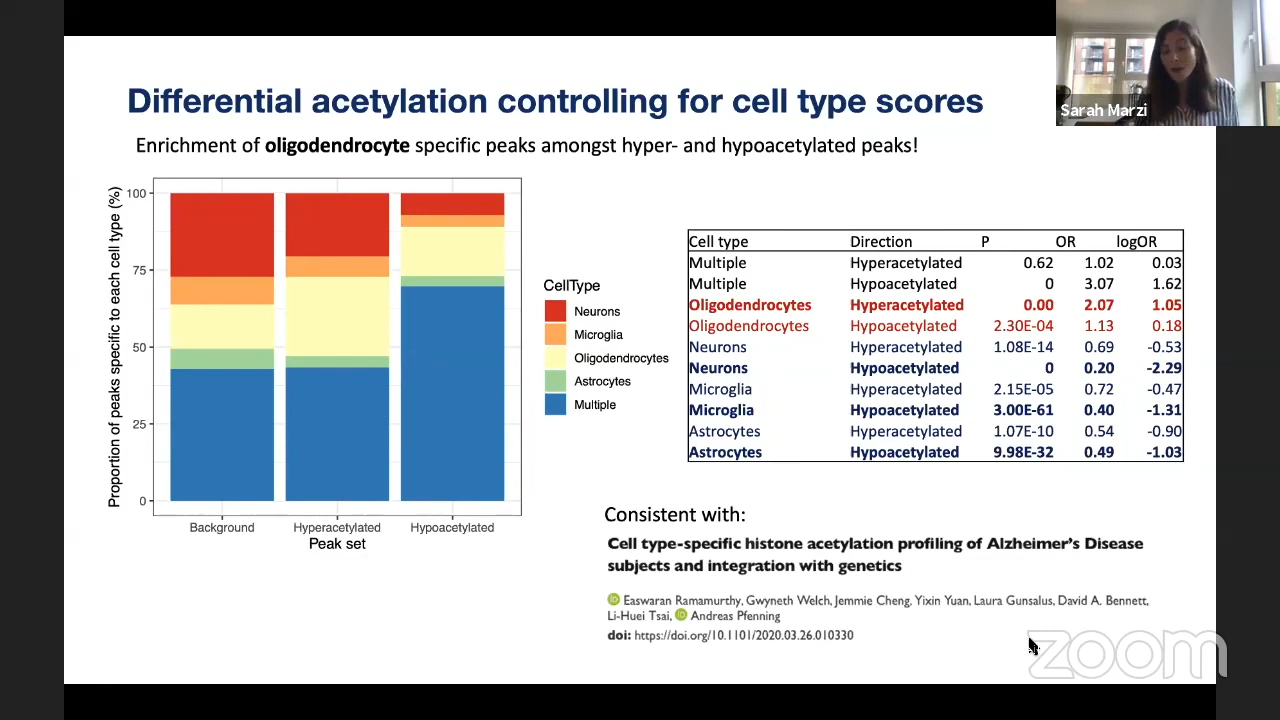 Sarah Marzi
Differential acetylation controlling for cell type scores
Enrichment of oligodendrocyte specific peaks amongst hyper- and hypoacetylated peaks!
Proportion of peaks specific to each cell type (%)
100
75
50
25
0
Background Hyperacetylated Hypoacetylated
Peak set
CellType
Neurons
Microglia
Oligodendrocytes
Astrocytes
Multiple
Cell type Direction P OR logOR
Multiple Hyperacetylated 0.62 1.02 0.03
Multiple Hypoacetylated 0 3.07 1.62
Oligodendrocytes Hyperacetylated 0.00 2.07 1.05
Oligodendrocytes Hypoacetylated 2.30E-04 1.13 0.18
Neurons Hyperacetylated 1.08E-14 0.69 -0.53
Neurons Hypoacetylated 0 0.20 -2.29
Microglia Hyperacetylated 2.15E-05 0.72 -0.47
Microglia Hypoacetylated 3.00E-61 0.40 -1.31
Astrocytes Hyperacetylated 1.07E-10 0.54 -0.90
Astrocytes Hypoacetylated 9.98E-32 0.49 -1.03
Consistent with:
Cell type-specific histone acetylation profiling of Alzheimer's Disease
subjects and integration with genetics
iD Easwaran Ramamurthy, Gwyneth Welch, Jemmie Cheng, Yixin Yuan, Laura Gunsalus, David A. Bennett,
Li-Huei Tsai, iD Andreas Pfenning
doi: https://doi.org/10.1101/2020.03.26.010330
zoom